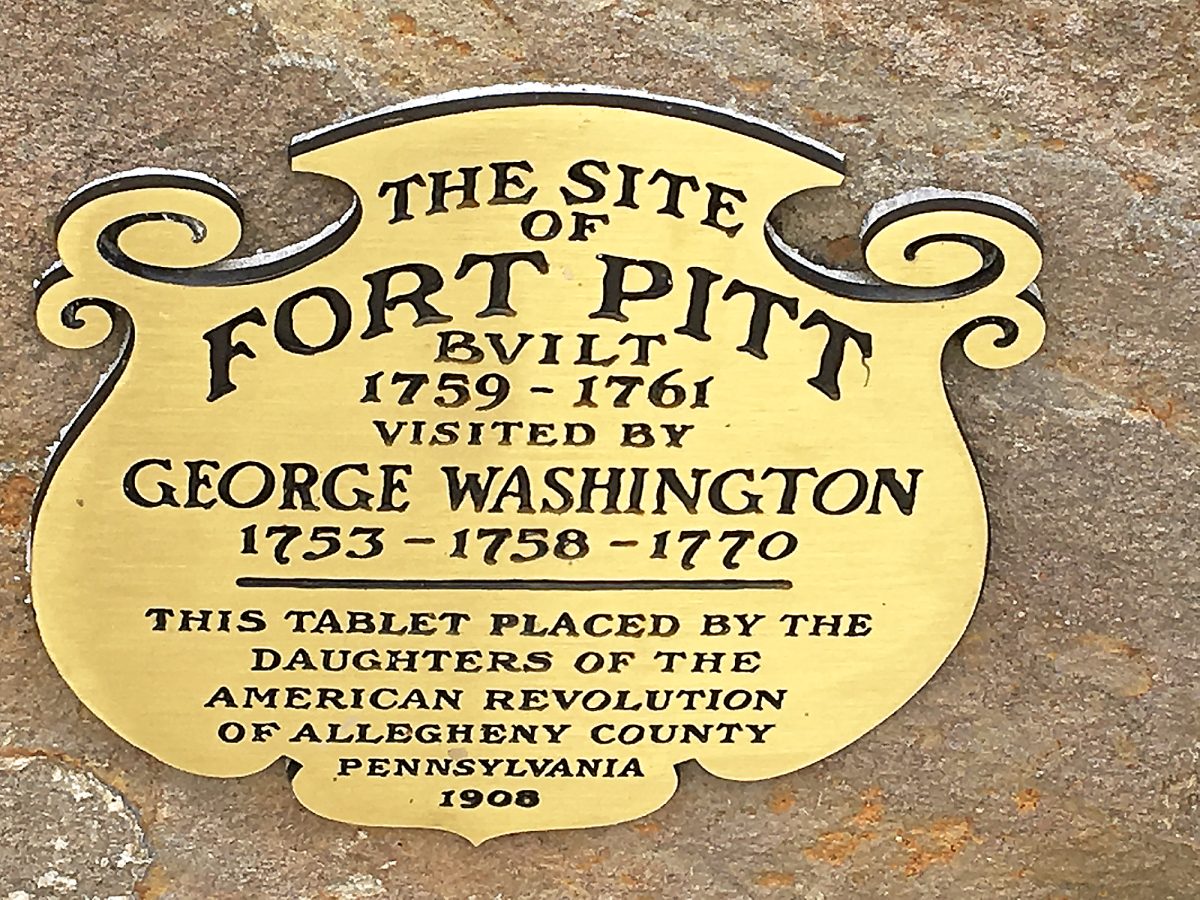 THE SITE
OF
FORT PITT
BVILT
1759 - 1761
VISITED BY
GEORGE WASHINGTON
1753 - 1758 - 1770
THIS TABLET PLACED BY THE
DAUGHTERS OF THE
AMERICAN REVOLUTION
OF ALLEGHENY COUNTY
PENNSYLVANIA
1908